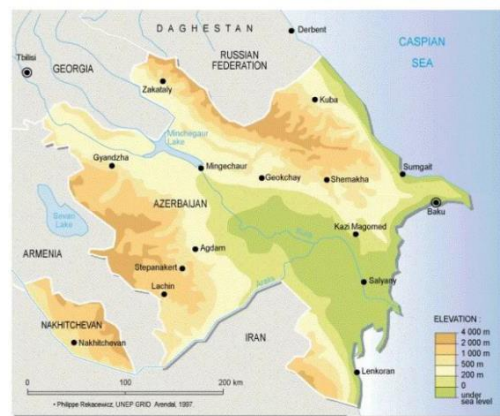 DAGHESTAN
Derbent
CASPIAN
SEA
RUSSIAN
FEDERATION
Tbilisi
GEORGIA
Zakataly
Kuba
Mindhegaur
Lake
Gyandzha
Mingechaur
Geokchay
Shemakha
Sumgait
Baku
AZERBAIJAN
Sevan
Lake
Kazi Magomed
Kura
ARMENIA
Agdam
Stepanakert
Salyany
Lachin
IRAN
NAKHITCHEVAN
Nakhitchevan
Lenkoran
ELEVATION :
4 000 m
2 000 m
1 000 m
500 m
200 m
0
under
sea level
0 100 200 km
• Philippe Rekacewicz, UNEP GRID Arendal, 1997.